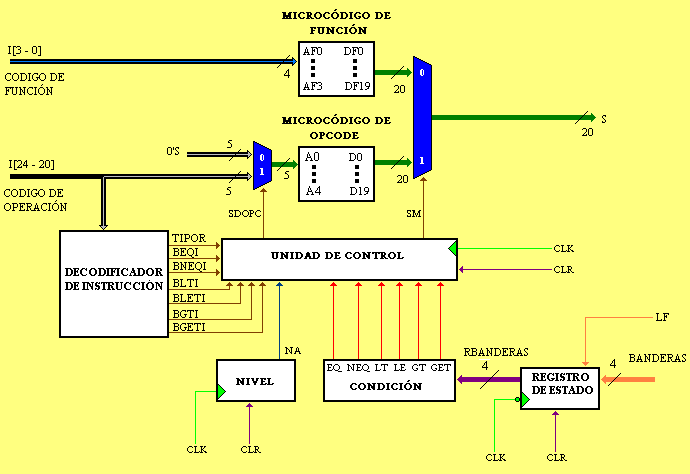 MICROCÓDIGO DE
FUNCIÓN
I[3 - 0]
CODIGO DE
FUNCIÓN
4
AF0 DF0
AF3 DF19
20
0
1
S
20
MICROCÓDIGO DE
OPCODE
0'S
5
I[24 - 20]
5
CODIGO DE
OPERACIÓN
0
1
5
A0 D0
A4 D19
20
SDOPC
SM
DECODIFICADOR
DE INSTRUCCIÓN
TIPOR
BEQI
BNEQI
BLTI
BLETI
BGTI
BGETI
UNIDAD DE CONTROL
CLK
CLR
NA
NIVEL
CLK
CLR
EQ NEQ LT LE GT GET
CONDICIÓN
RBANDERAS
4
REGISTRO
DE ESTADO
LF
BANDERAS
4
CLK
CLR